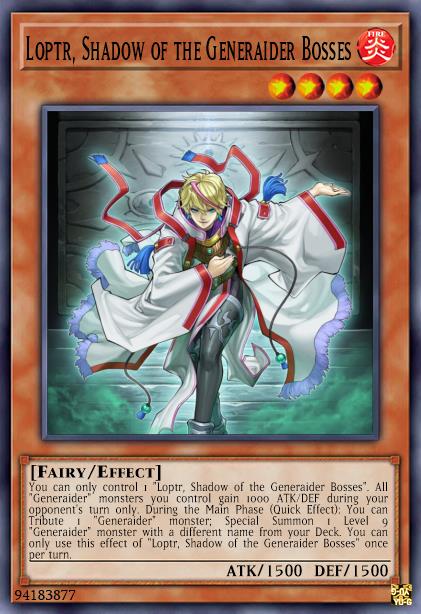 Loptr, Shadow of the Generaider Bosses
FIRE
炎
[Fairy/Effect]
You can only control 1 "Loptr, Shadow of the Generaider Bosses". All
"Generaider" monsters you control gain 1000 ATK/DEF during your
opponent's turn only. During the Main Phase (Quick Effect): You can
Tribute 1 "Generaider" monster; Special Summon 1 Level 9
"Generaider" monster with a different name from your Deck. You can
only use this effect of "Loptr, Shadow of the Generaider Bosses" once
per turn.
ATK/1500 DEF/1500
94183877